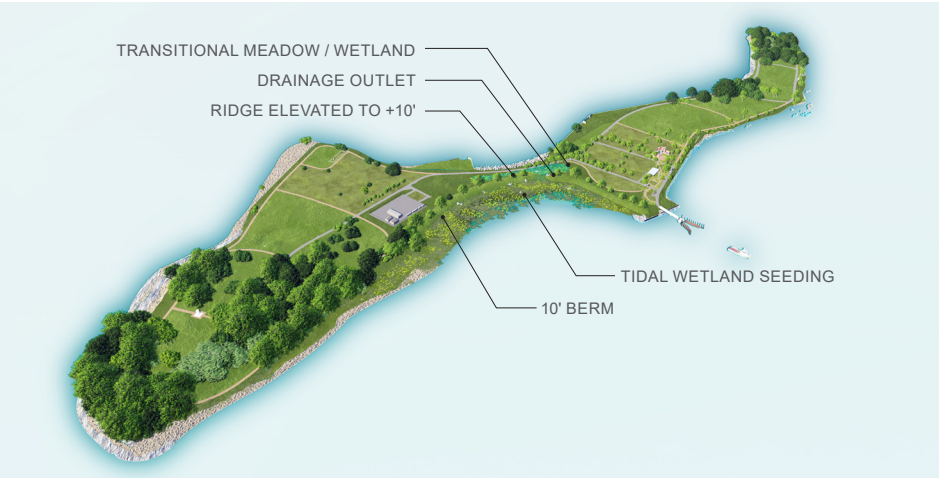 TRANSITIONAL MEADOW / WETLAND
DRAINAGE OUTLET
RIDGE ELEVATED TO +10'
TIDAL WETLAND SEEDING
10' BERM